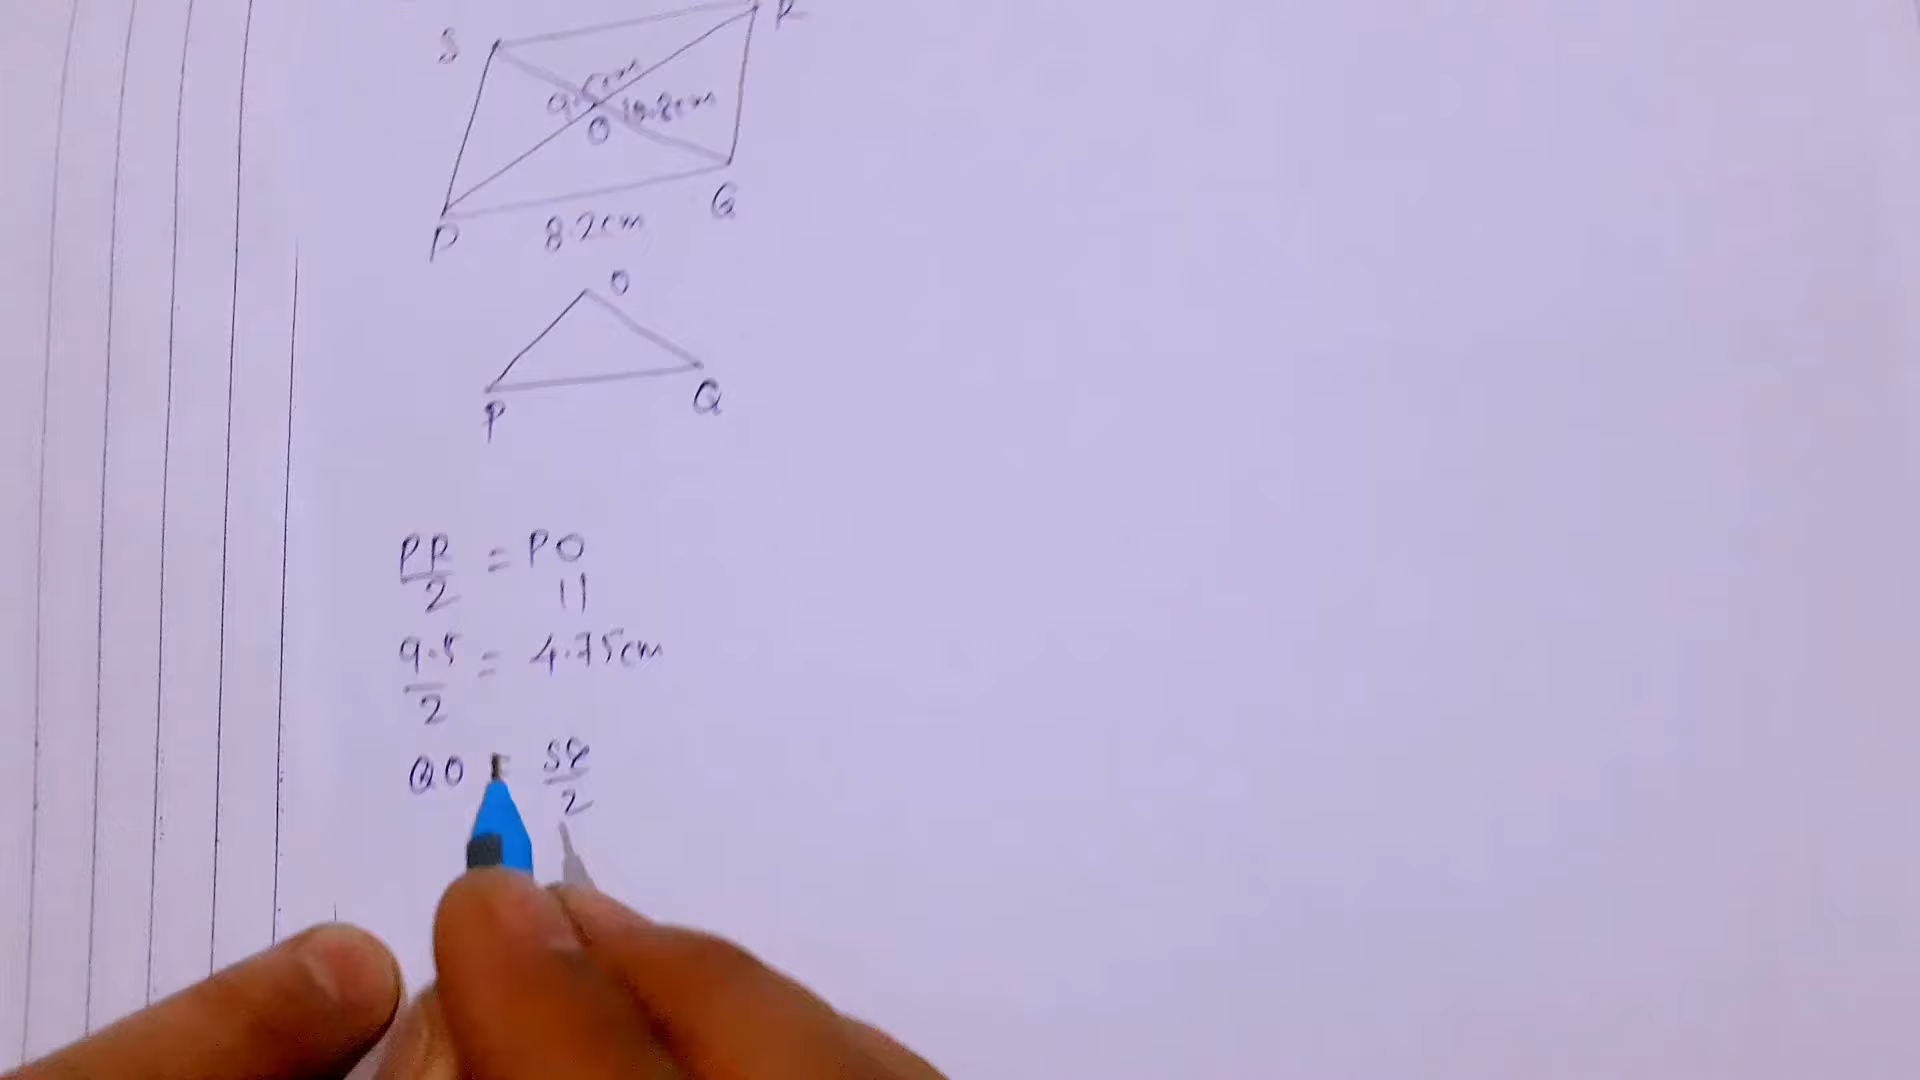 S
R
9.5cm
10.8cm
O
P
8.2cm
Q
O
P
Q
PR/2 = PO
||
9.5/2 = 4.75cm
QO = SQ/2